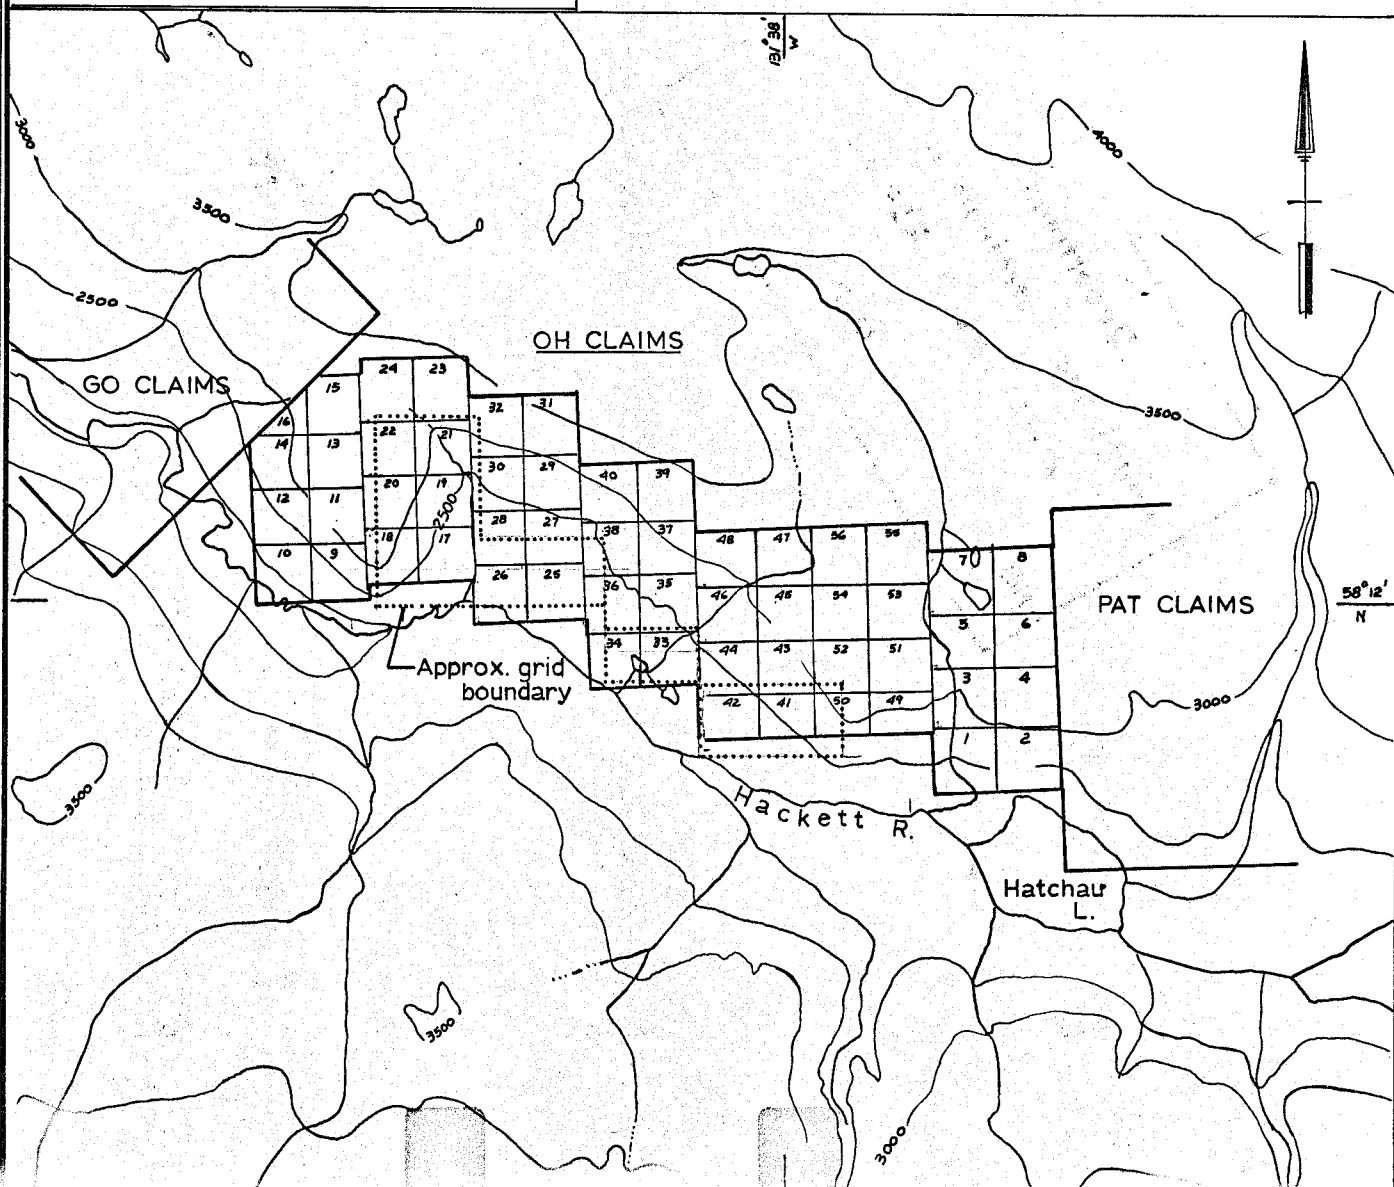 131°38'
W
3000
4000
3500
2500
OH CLAIMS
GO CLAIMS
3500
24 23
15
32 31
16
22 21
14 13
30 29
40 39
20 19
12 11
2500
28 27
38 37
48 47 56 55
18 17
10 9
7 8
26 25
36 35
46 45 54 53
58°12'
N
PAT CLAIMS
5 6
34 33
44 43 52 51
Approx. grid
boundary
3 4
42 41 50 49
3000
1 2
3500
Hackett R.
Hatchau
L.
3500
3000